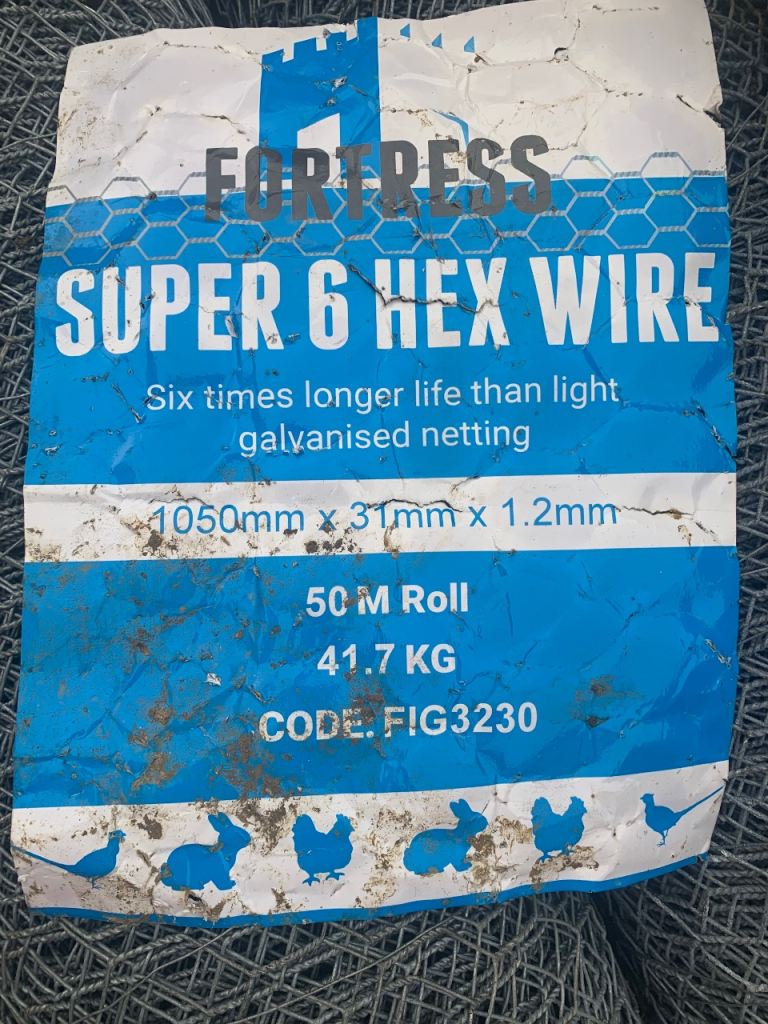 FORTRESS
SUPER 6 HEX WIRE
Six times longer life than light
galvanised netting
1050mm x 31mm x 1.2mm
50 M Roll
41.7 KG
CODE: FIG3230